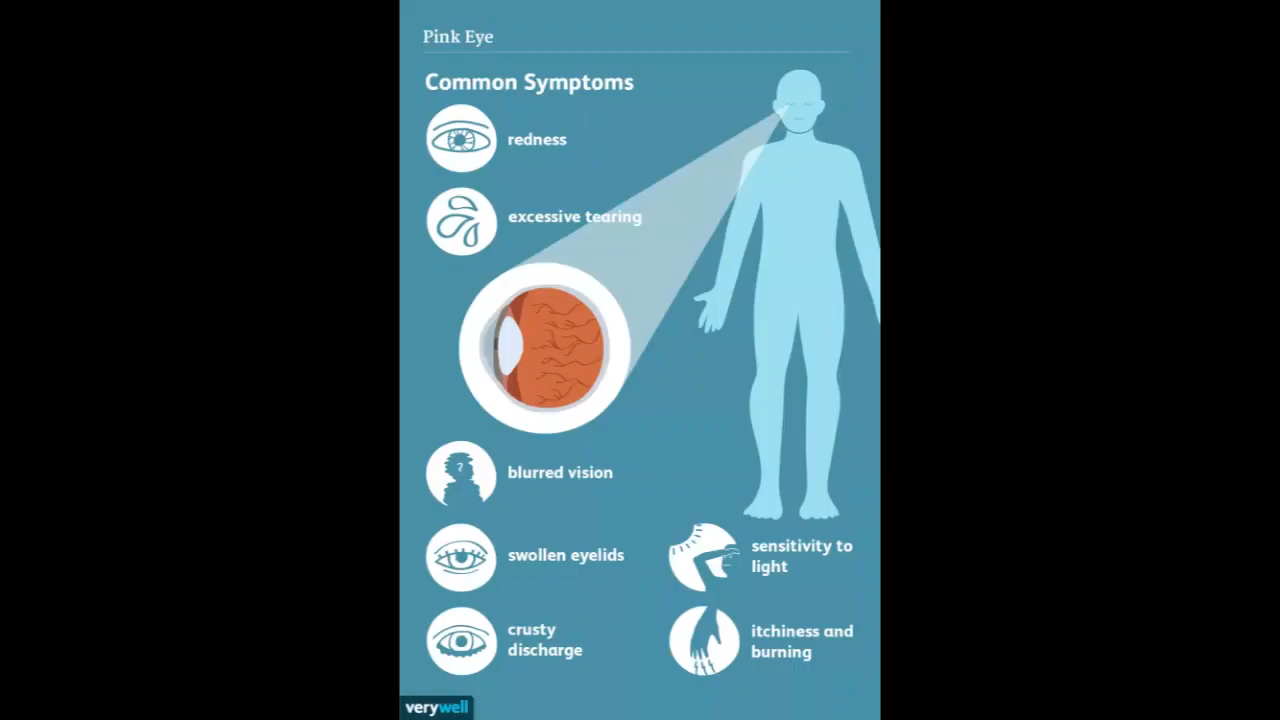 Pink Eye
Common Symptoms
redness
excessive tearing
?
blurred vision
swollen eyelids
crusty
discharge
sensitivity to
light
itchiness and
burning
verywell